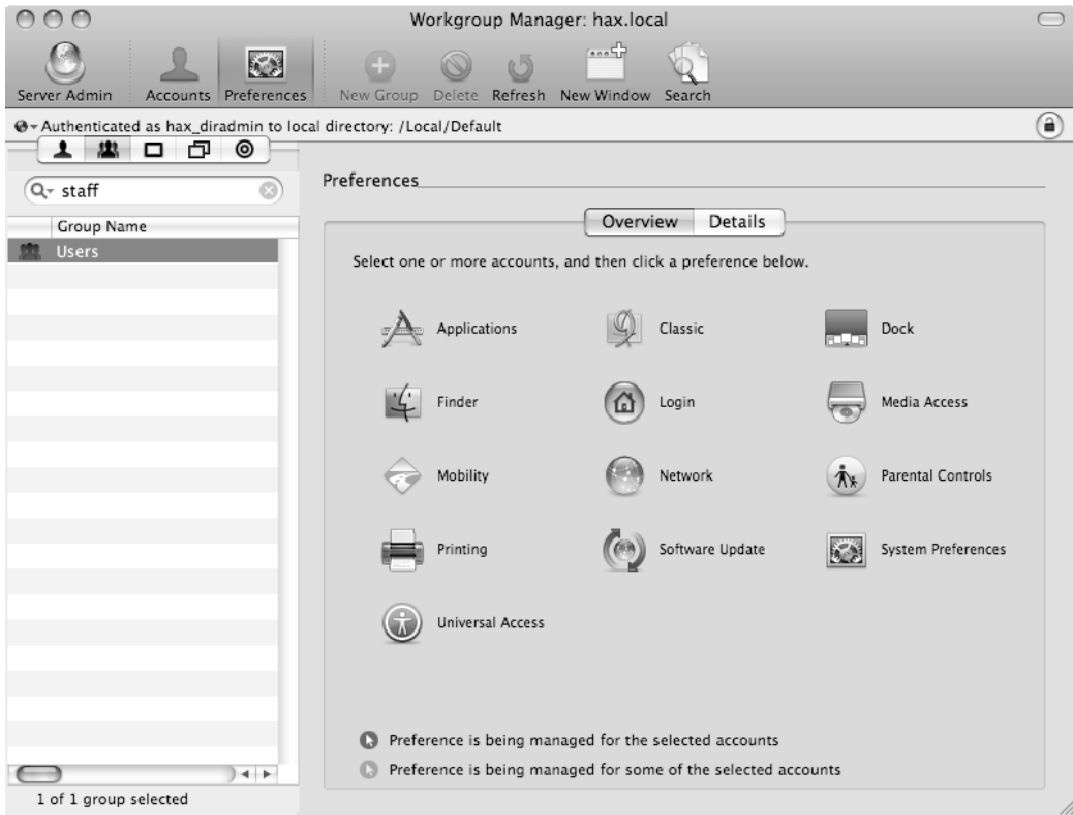 Workgroup Manager: hax.local
Server Admin Accounts Preferences New Group Delete Refresh New Window Search
Authenticated as hax_diradmin to local directory: /Local/Default
staff
Group Name
Users
1 of 1 group selected
Preferences
Overview Details
Select one or more accounts, and then click a preference below.
Applications Classic Dock
Finder Login Media Access
Mobility Network Parental Controls
Printing Software Update System Preferences
Universal Access
Preference is being managed for the selected accounts
Preference is being managed for some of the selected accounts